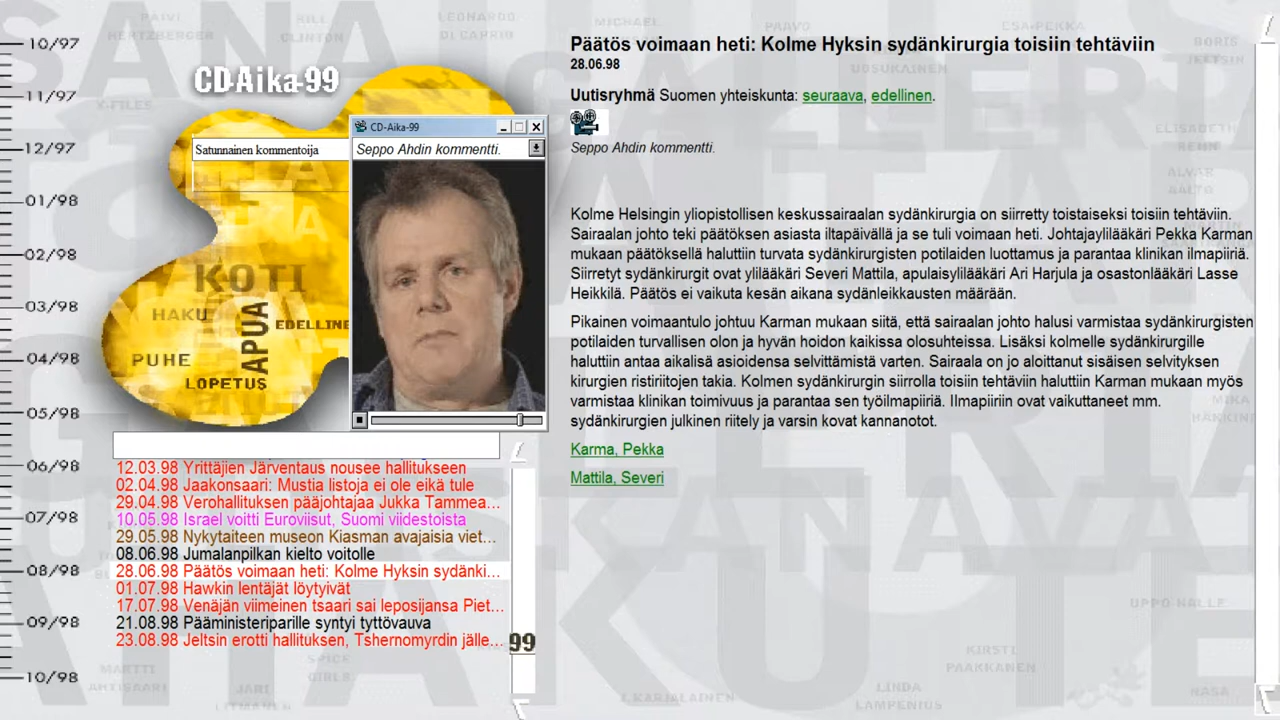 10/97
11/97
12/97
01/98
02/98
03/98
04/98
05/98
06/98
07/98
08/98
09/98
10/98
CD-Aika-99
Satunnainen kommentoija
KOTI
HAKU
APUA
EDELLINE
PUHE
LOPETUS
CD-Aika-99
Seppo Ahdin kommentti.
12.03.98 Yrittäjien Järventaus nousee hallitukseen
02.04.98 Jaakonsaari: Mustia listoja ei ole eikä tule
29.04.98 Verohallituksen pääjohtajaa Jukka Tammea...
10.05.98 Israel voitti Euroviisut, Suomi viidestoista
29.05.98 Nykytaiteen museon Kiasman avajaisia viet...
08.06.98 Jumalanpilkan kielto voitolle
28.06.98 Päätös voimaan heti: Kolme Hyksin sydänki...
01.07.98 Hawkin lentäjät löytyivät
17.07.98 Venäjän viimeinen tsaari sai leposijansa Piet...
21.08.98 Pääministeriparille syntyi tyttövauva
23.08.98 Jeltsin erotti hallituksen, Tshernomyrdin jälle...
99
Päätös voimaan heti: Kolme Hyksin sydänkirurgia toisiin tehtäviin
28.06.98
Uutisryhmä Suomen yhteiskunta: seuraava, edellinen.
Seppo Ahdin kommentti.
Kolme Helsingin yliopistollisen keskussairaalan sydänkirurgia on siirretty toistaiseksi toisiin tehtäviin.
Sairaalan johto teki päätöksen asiasta iltapäivällä ja se tuli voimaan heti. Johtajaylilääkäri Pekka Karman
mukaan päätöksellä haluttiin turvata sydänkirurgisten potilaiden luottamus ja parantaa klinikan ilmapiiriä.
Siirretyt sydänkirurgit ovat ylilääkäri Severi Mattila, apulaisylilääkäri Ari Harjula ja osastonlääkäri Lasse
Heikkilä. Päätös ei vaikuta kesän aikana sydänleikkausten määrään.
Pikainen voimaantulo johtuu Karman mukaan siitä, että sairaalan johto halusi varmistaa sydänkirurgisten
potilaiden turvallisen olon ja hyvän hoidon kaikissa olosuhteissa. Lisäksi kolmelle sydänkirurgille
haluttiin antaa aikalisä asioidensa selvittämistä varten. Sairaala on jo aloittanut sisäisen selvityksen
kirurgien ristiriitojen takia. Kolmen sydänkirurgin siirrolla toisiin tehtäviin haluttiin Karman mukaan myös
varmistaa klinikan toimivuus ja parantaa sen työilmapiiriä. Ilmapiiriin ovat vaikuttaneet mm.
sydänkirurgien julkinen riitely ja varsin kovat kannanotot.
Karma, Pekka
Mattila, Severi